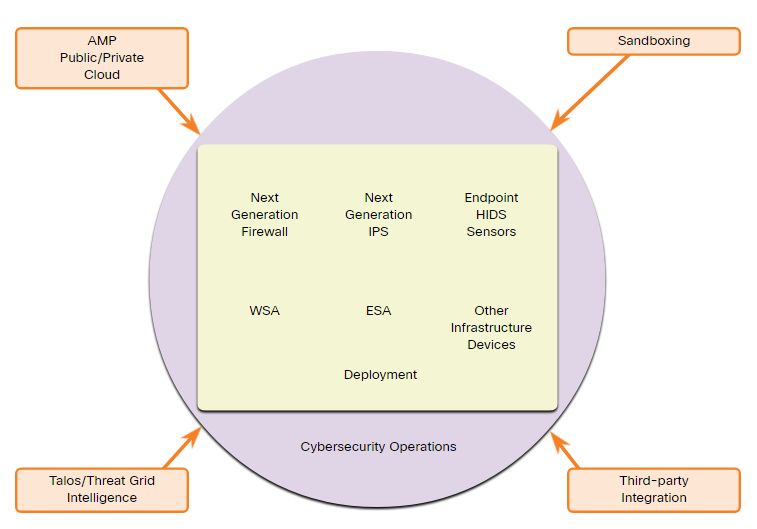 AMP
Public/Private
Cloud
Sandboxing
Next
Generation
Firewall
Next
Generation
IPS
Endpoint
HIDS
Sensors
WSA
ESA
Other
Infrastructure
Devices
Deployment
Cybersecurity Operations
Talos/Threat Grid
Intelligence
Third-party
Integration